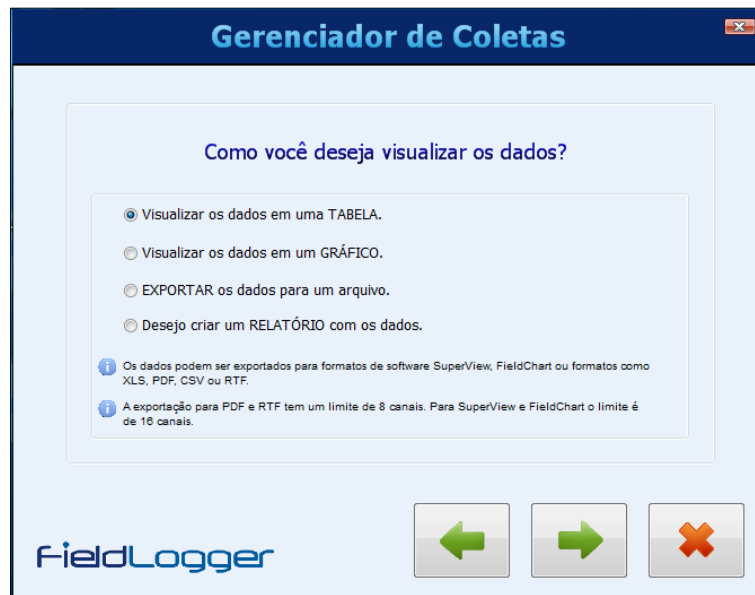 Gerenciador de Coletas
Como você deseja visualizar os dados?
Visualizar os dados em uma TABELA.
Visualizar os dados em um GRÁFICO.
EXPORTAR os dados para um arquivo.
Desejo criar um RELATÓRIO com os dados.
Os dados podem ser exportados para formatos de software SuperView, FieldChart ou formatos como
XLS, PDF, CSV ou RTF.
A exportação para PDF e RTF tem um limite de 8 canais. Para SuperView e FieldChart o limite é
de 16 canais.
FieldLogger